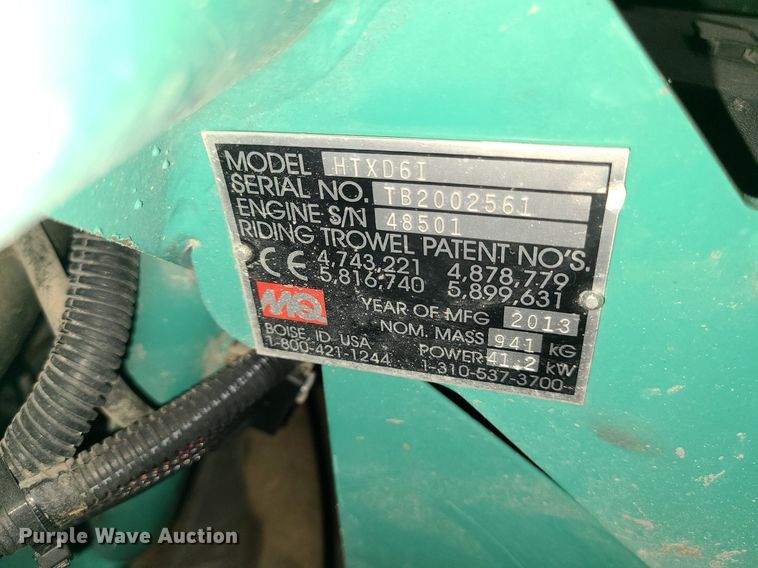 MODEL HTXD6I
SERIAL NO. TB2002561
ENGINE S/N 48501
RIDING TROWEL PATENT NO'S.
CE 4,743,221 4,878,779
5,816,740 5,899,631
MQ YEAR OF MFG 2013
NOM. MASS 941 KG
BOISE, ID USA POWER 41.2 KW
1-800-421-1244 1-310-537-3700
Purple Wave Auction